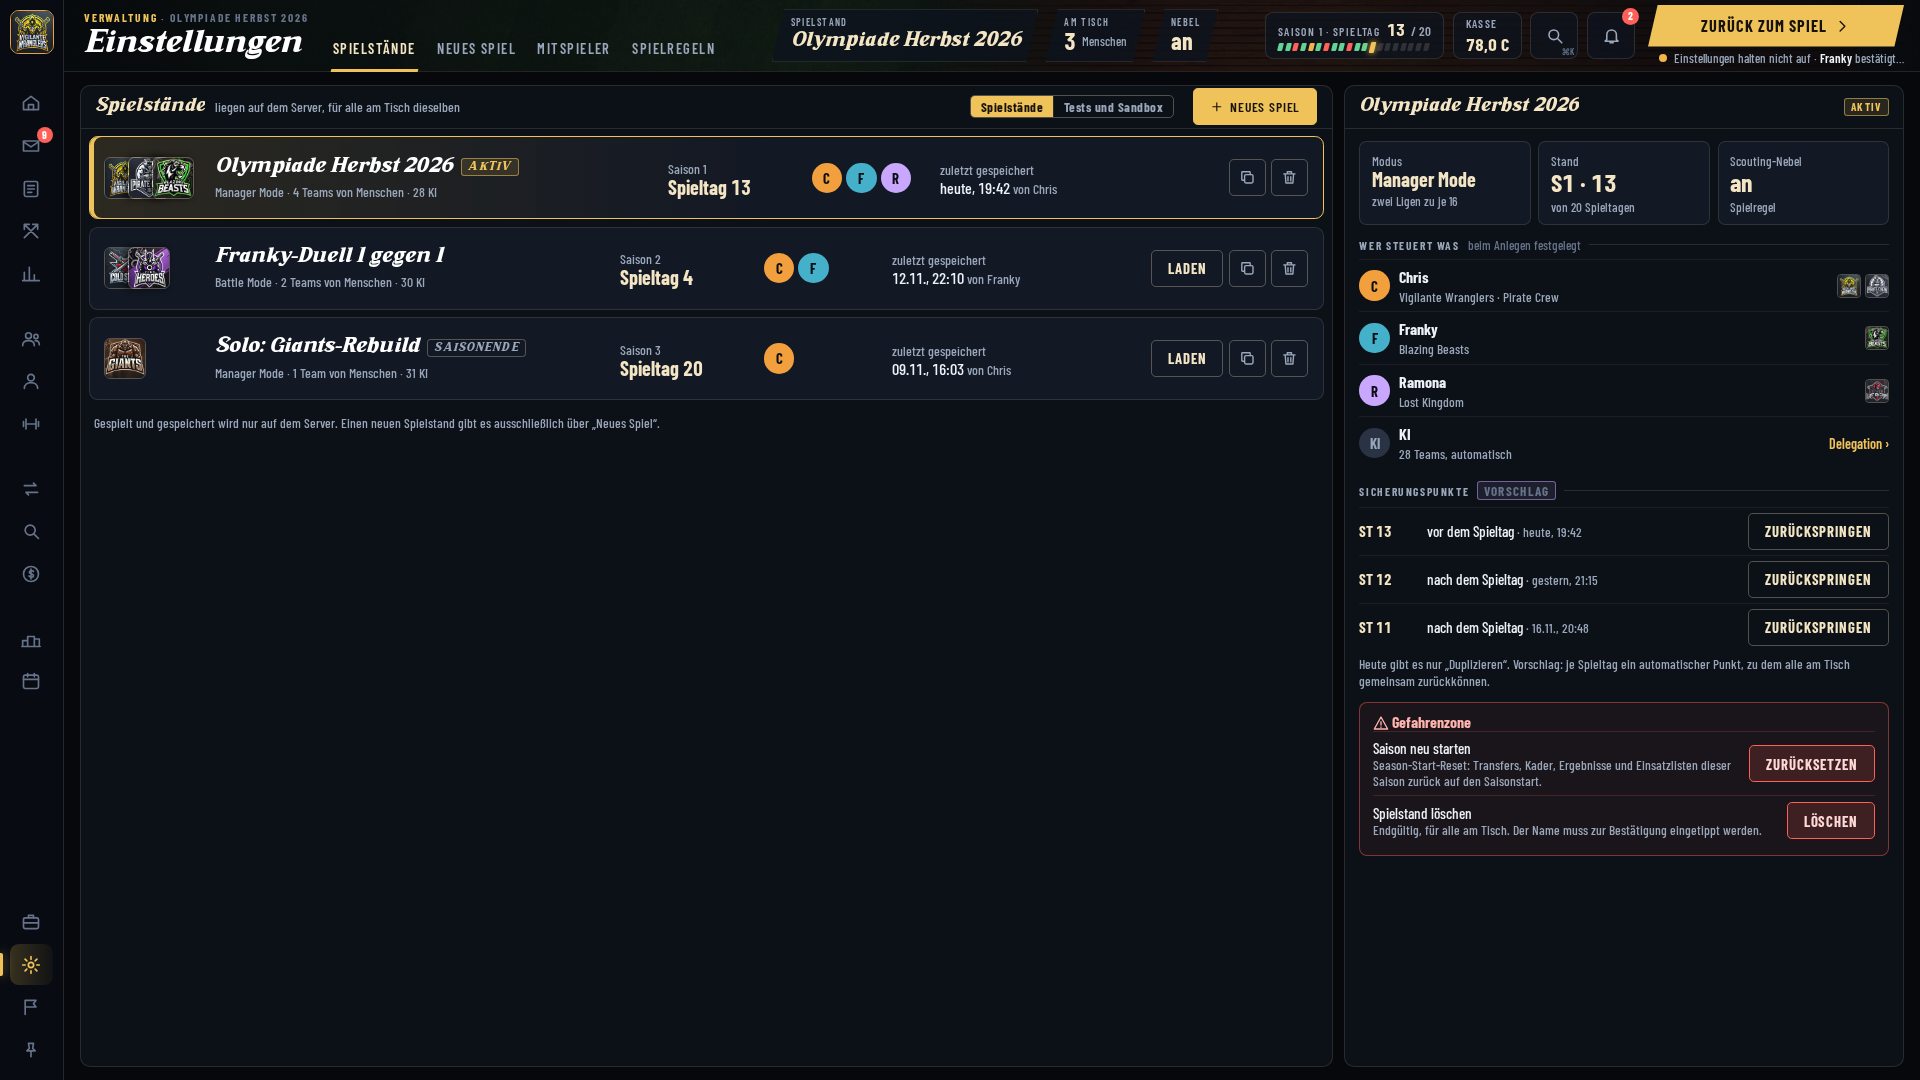 VERWALTUNG · OLYMPIADE HERBST 2026
Einstellungen
SPIELSTÄNDE
NEUES SPIEL
MITSPIELER
SPIELREGELN
SPIELSTAND
Olympiade Herbst 2026
AM TISCH
3 Menschen
NEBEL
an
SAISON 1 · SPIELTAG 13 / 20
KASSE
78,0 C
⌘K
2
ZURÜCK ZUM SPIEL
Einstellungen halten nicht auf · Franky bestätigt…
9
Spielstände liegen auf dem Server, für alle am Tisch dieselben
Spielstände
Tests und Sandbox
+ NEUES SPIEL
Olympiade Herbst 2026 AKTIV
Manager Mode · 4 Teams von Menschen · 28 KI
Saison 1
Spieltag 13
C F R
zuletzt gespeichert
heute, 19:42 von Chris
Franky-Duell 1 gegen 1
Battle Mode · 2 Teams von Menschen · 30 KI
Saison 2
Spieltag 4
C F
zuletzt gespeichert
12.11., 22:10 von Franky
LADEN
Solo: Giants-Rebuild SAISONENDE
Manager Mode · 1 Team von Menschen · 31 KI
Saison 3
Spieltag 20
C
zuletzt gespeichert
09.11., 16:03 von Chris
LADEN
GIANTS
BEASTS
HEROES
Gespielt und gespeichert wird nur auf dem Server. Einen neuen Spielstand gibt es ausschließlich über „Neues Spiel“.
Olympiade Herbst 2026
AKTIV
Modus
Manager Mode
zwei Ligen zu je 16
Stand
S1 · 13
von 20 Spieltagen
Scouting-Nebel
an
Spielregel
WER STEUERT WAS beim Anlegen festgelegt
C
Chris
Vigilante Wranglers · Pirate Crew
F
Franky
Blazing Beasts
R
Ramona
Lost Kingdom
KI
KI
28 Teams, automatisch
Delegation ›
SICHERUNGSPUNKTE VORSCHLAG
ST 13 vor dem Spieltag · heute, 19:42 ZURÜCKSPRINGEN
ST 12 nach dem Spieltag · gestern, 21:15 ZURÜCKSPRINGEN
ST 11 nach dem Spieltag · 16.11., 20:48 ZURÜCKSPRINGEN
Heute gibt es nur „Duplizieren“. Vorschlag: je Spieltag ein automatischer Punkt, zu dem alle am Tisch
gemeinsam zurückkönnen.
Gefahrenzone
Saison neu starten
Season-Start-Reset: Transfers, Kader, Ergebnisse und Einsatzlisten dieser
Saison zurück auf den Saisonstart.
ZURÜCKSETZEN
Spielstand löschen
Endgültig, für alle am Tisch. Der Name muss zur Bestätigung eingetippt werden.
LÖSCHEN